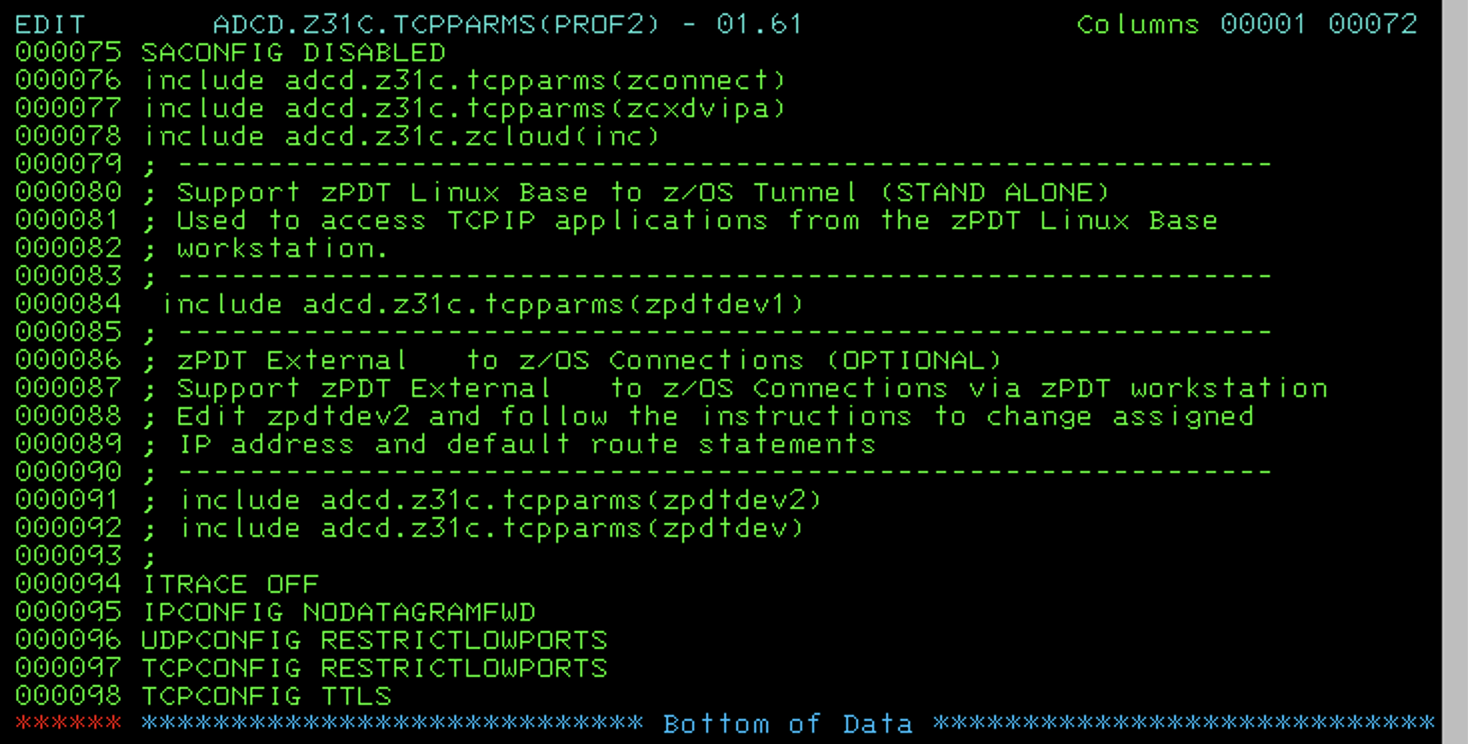 EDIT       ADCD.Z31C.TCPPARMS(PROF2) - 01.61               Columns 00001 00072
000075 SACONFIG DISABLED
000076 include adcd.z31c.tcpparms(zconnect)
000077 include adcd.z31c.tcpparms(zcxdvipa)
000078 include adcd.z31c.zcloud(inc)
000079 ; -------------------------------------------------------------
000080 ; Support zPDT Linux Base to z/OS Tunnel (STAND ALONE)
000081 ; Used to access TCPIP applications from the zPDT Linux Base
000082 ; workstation.
000083 ; -------------------------------------------------------------
000084  include adcd.z31c.tcpparms(zpdtdev1)
000085 ; -------------------------------------------------------------
000086 ; zPDT External   to z/OS Connections (OPTIONAL)
000087 ; Support zPDT External   to z/OS Connections via zPDT workstation
000088 ; Edit zpdtdev2 and follow the instructions to change assigned
000089 ; IP address and default route statements
000090 ; -------------------------------------------------------------
000091 ; include adcd.z31c.tcpparms(zpdtdev2)
000092 ; include adcd.z31c.tcpparms(zpdtdev)
000093 ;
000094 ITRACE OFF
000095 IPCONFIG NODATAGRAMFWD
000096 UDPCONFIG RESTRICTLOWPORTS
000097 TCPCONFIG RESTRICTLOWPORTS
000098 TCPCONFIG TTLS
****** **************************** Bottom of Data ****************************